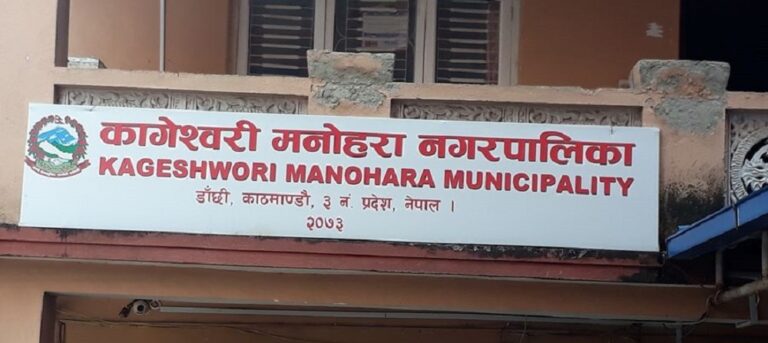 कागेश्वरी मनोहरा नगरपालिका
KAGESHWORI MANOHARA MUNICIPALITY
डाँछी, काठमाण्डौ, ३ नं. प्रदेश, नेपाल ।
२०७३